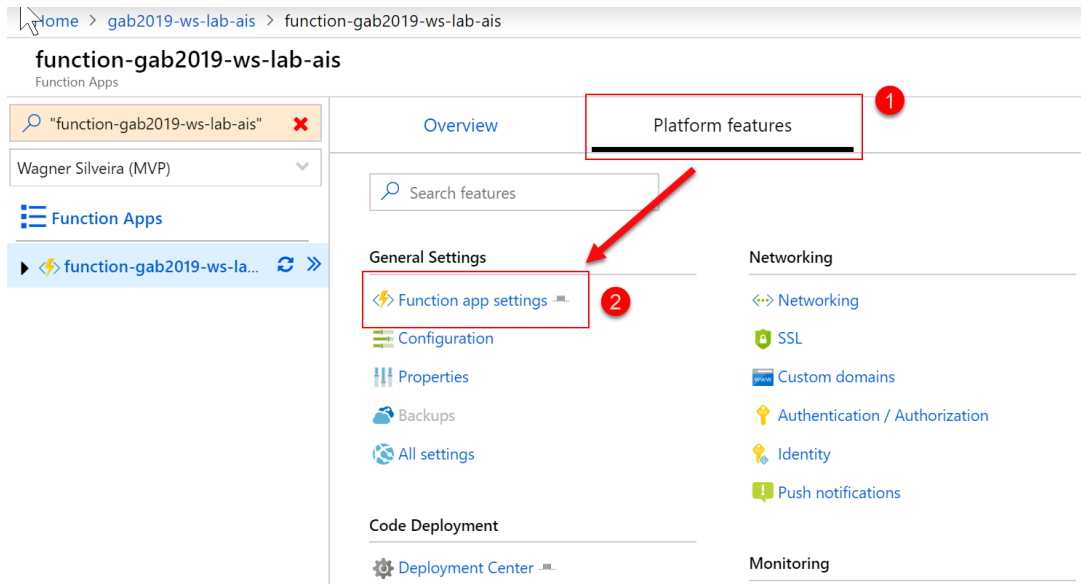 Home > gab2019-ws-lab-ais > function-gab2019-ws-lab-ais
function-gab2019-ws-lab-ais
Function Apps
"function-gab2019-ws-lab-ais"
Wagner Silveira (MVP)
Function Apps
function-gab2019-ws-la...
Overview
Platform features
1
Search features
General Settings
Function app settings
2
Configuration
Properties
Backups
All settings
Code Deployment
Deployment Center
Networking
Networking
SSL
www
Custom domains
Authentication / Authorization
Identity
Push notifications
Monitoring